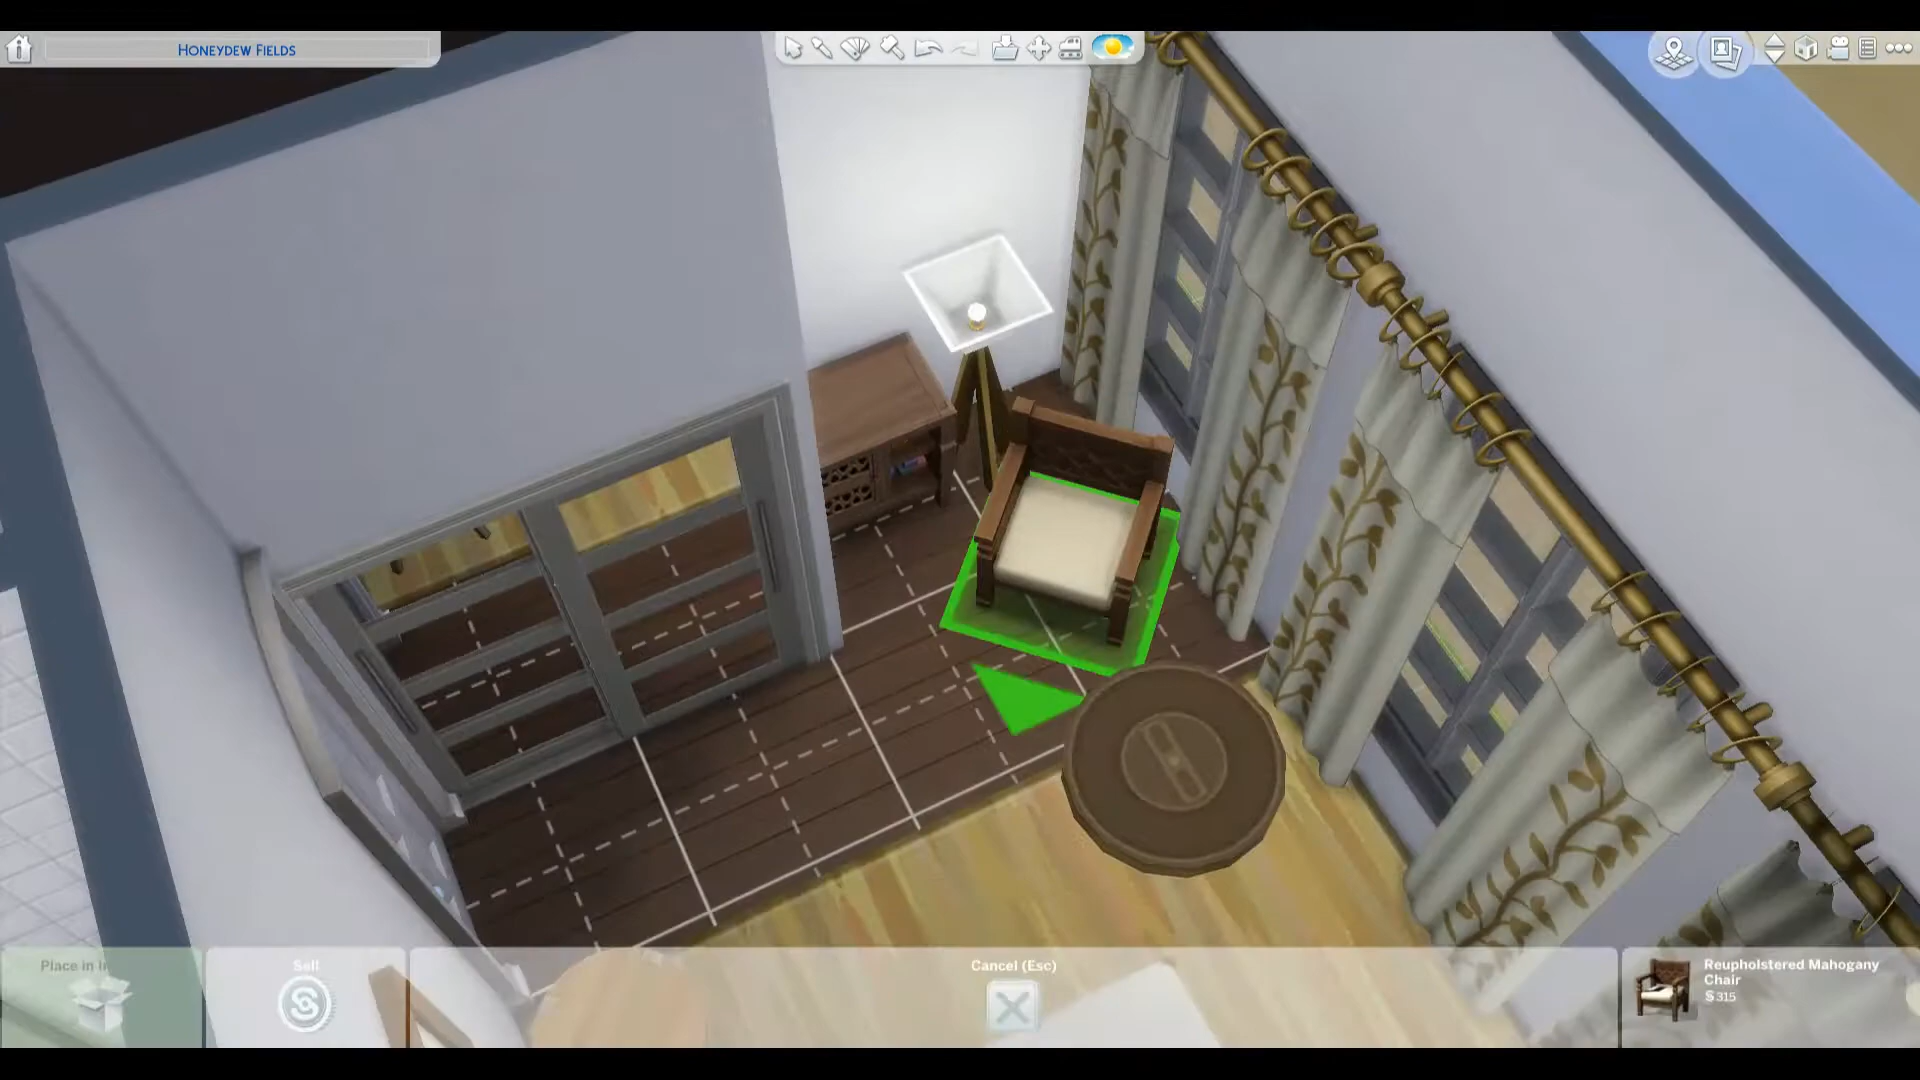 HONEYDEW FIELDS
Place in
Sell
Cancel (Esc)
Reupholstered Mahogany
Chair
§315